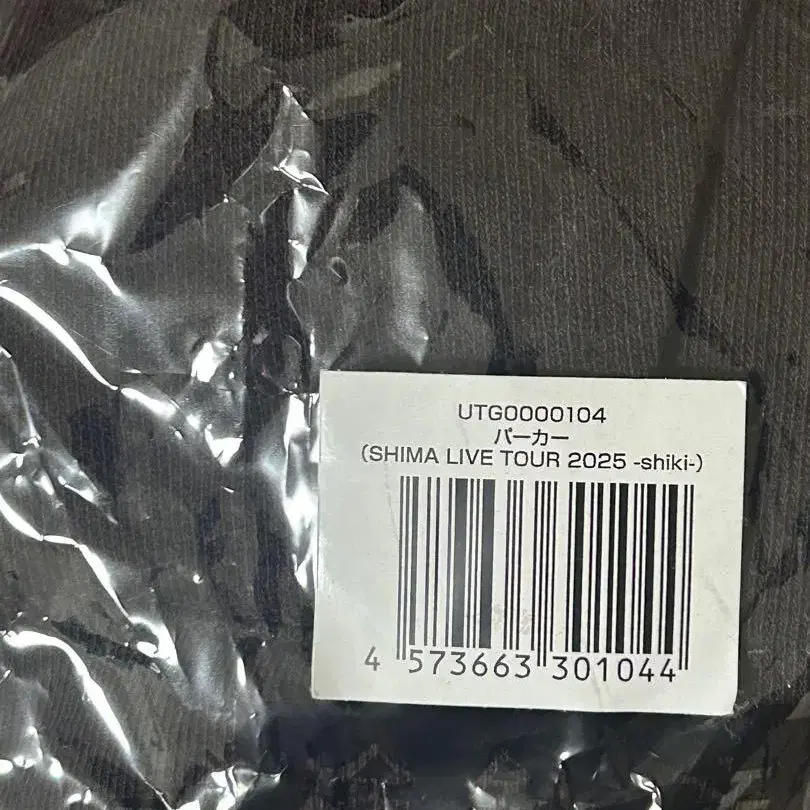 UTG0000104
パーカー
（SHIMA LIVE TOUR 2025 -shiki-）
4 573663 301044